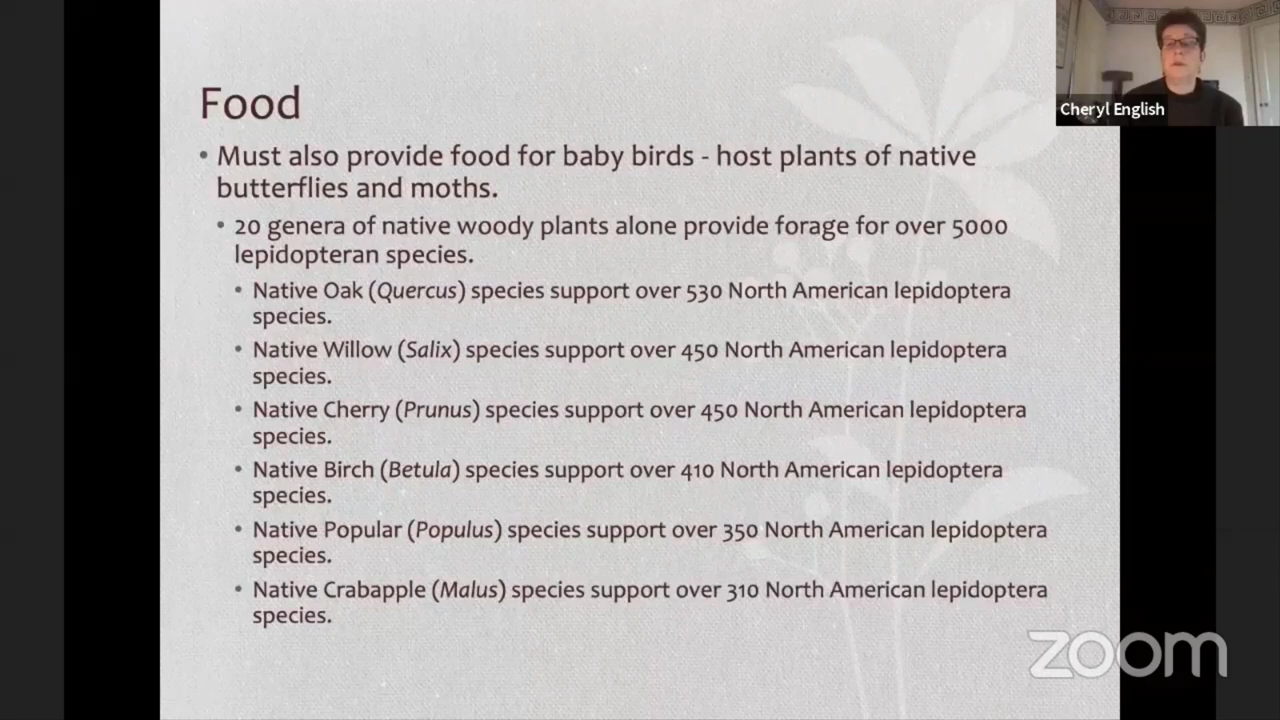 Food
• Must also provide food for baby birds - host plants of native
butterflies and moths.
• 20 genera of native woody plants alone provide forage for over 5000
lepidopteran species.
• Native Oak (Quercus) species support over 530 North American lepidoptera
species.
• Native Willow (Salix) species support over 450 North American lepidoptera
species.
• Native Cherry (Prunus) species support over 450 North American lepidoptera
species.
• Native Birch (Betula) species support over 410 North American lepidoptera
species.
• Native Popular (Populus) species support over 350 North American lepidoptera
species.
• Native Crabapple (Malus) species support over 310 North American lepidoptera
species.
Cheryl English
zoom